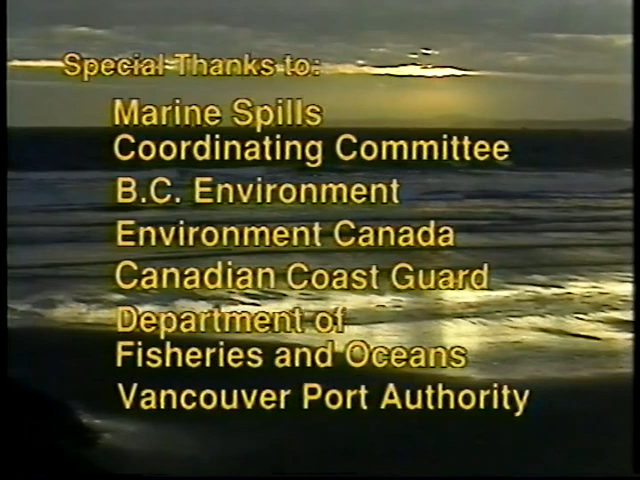 Special Thanks to:
Marine Spills
Coordinating Committee
B.C. Environment
Environment Canada
Canadian Coast Guard
Department of
Fisheries and Oceans
Vancouver Port Authority